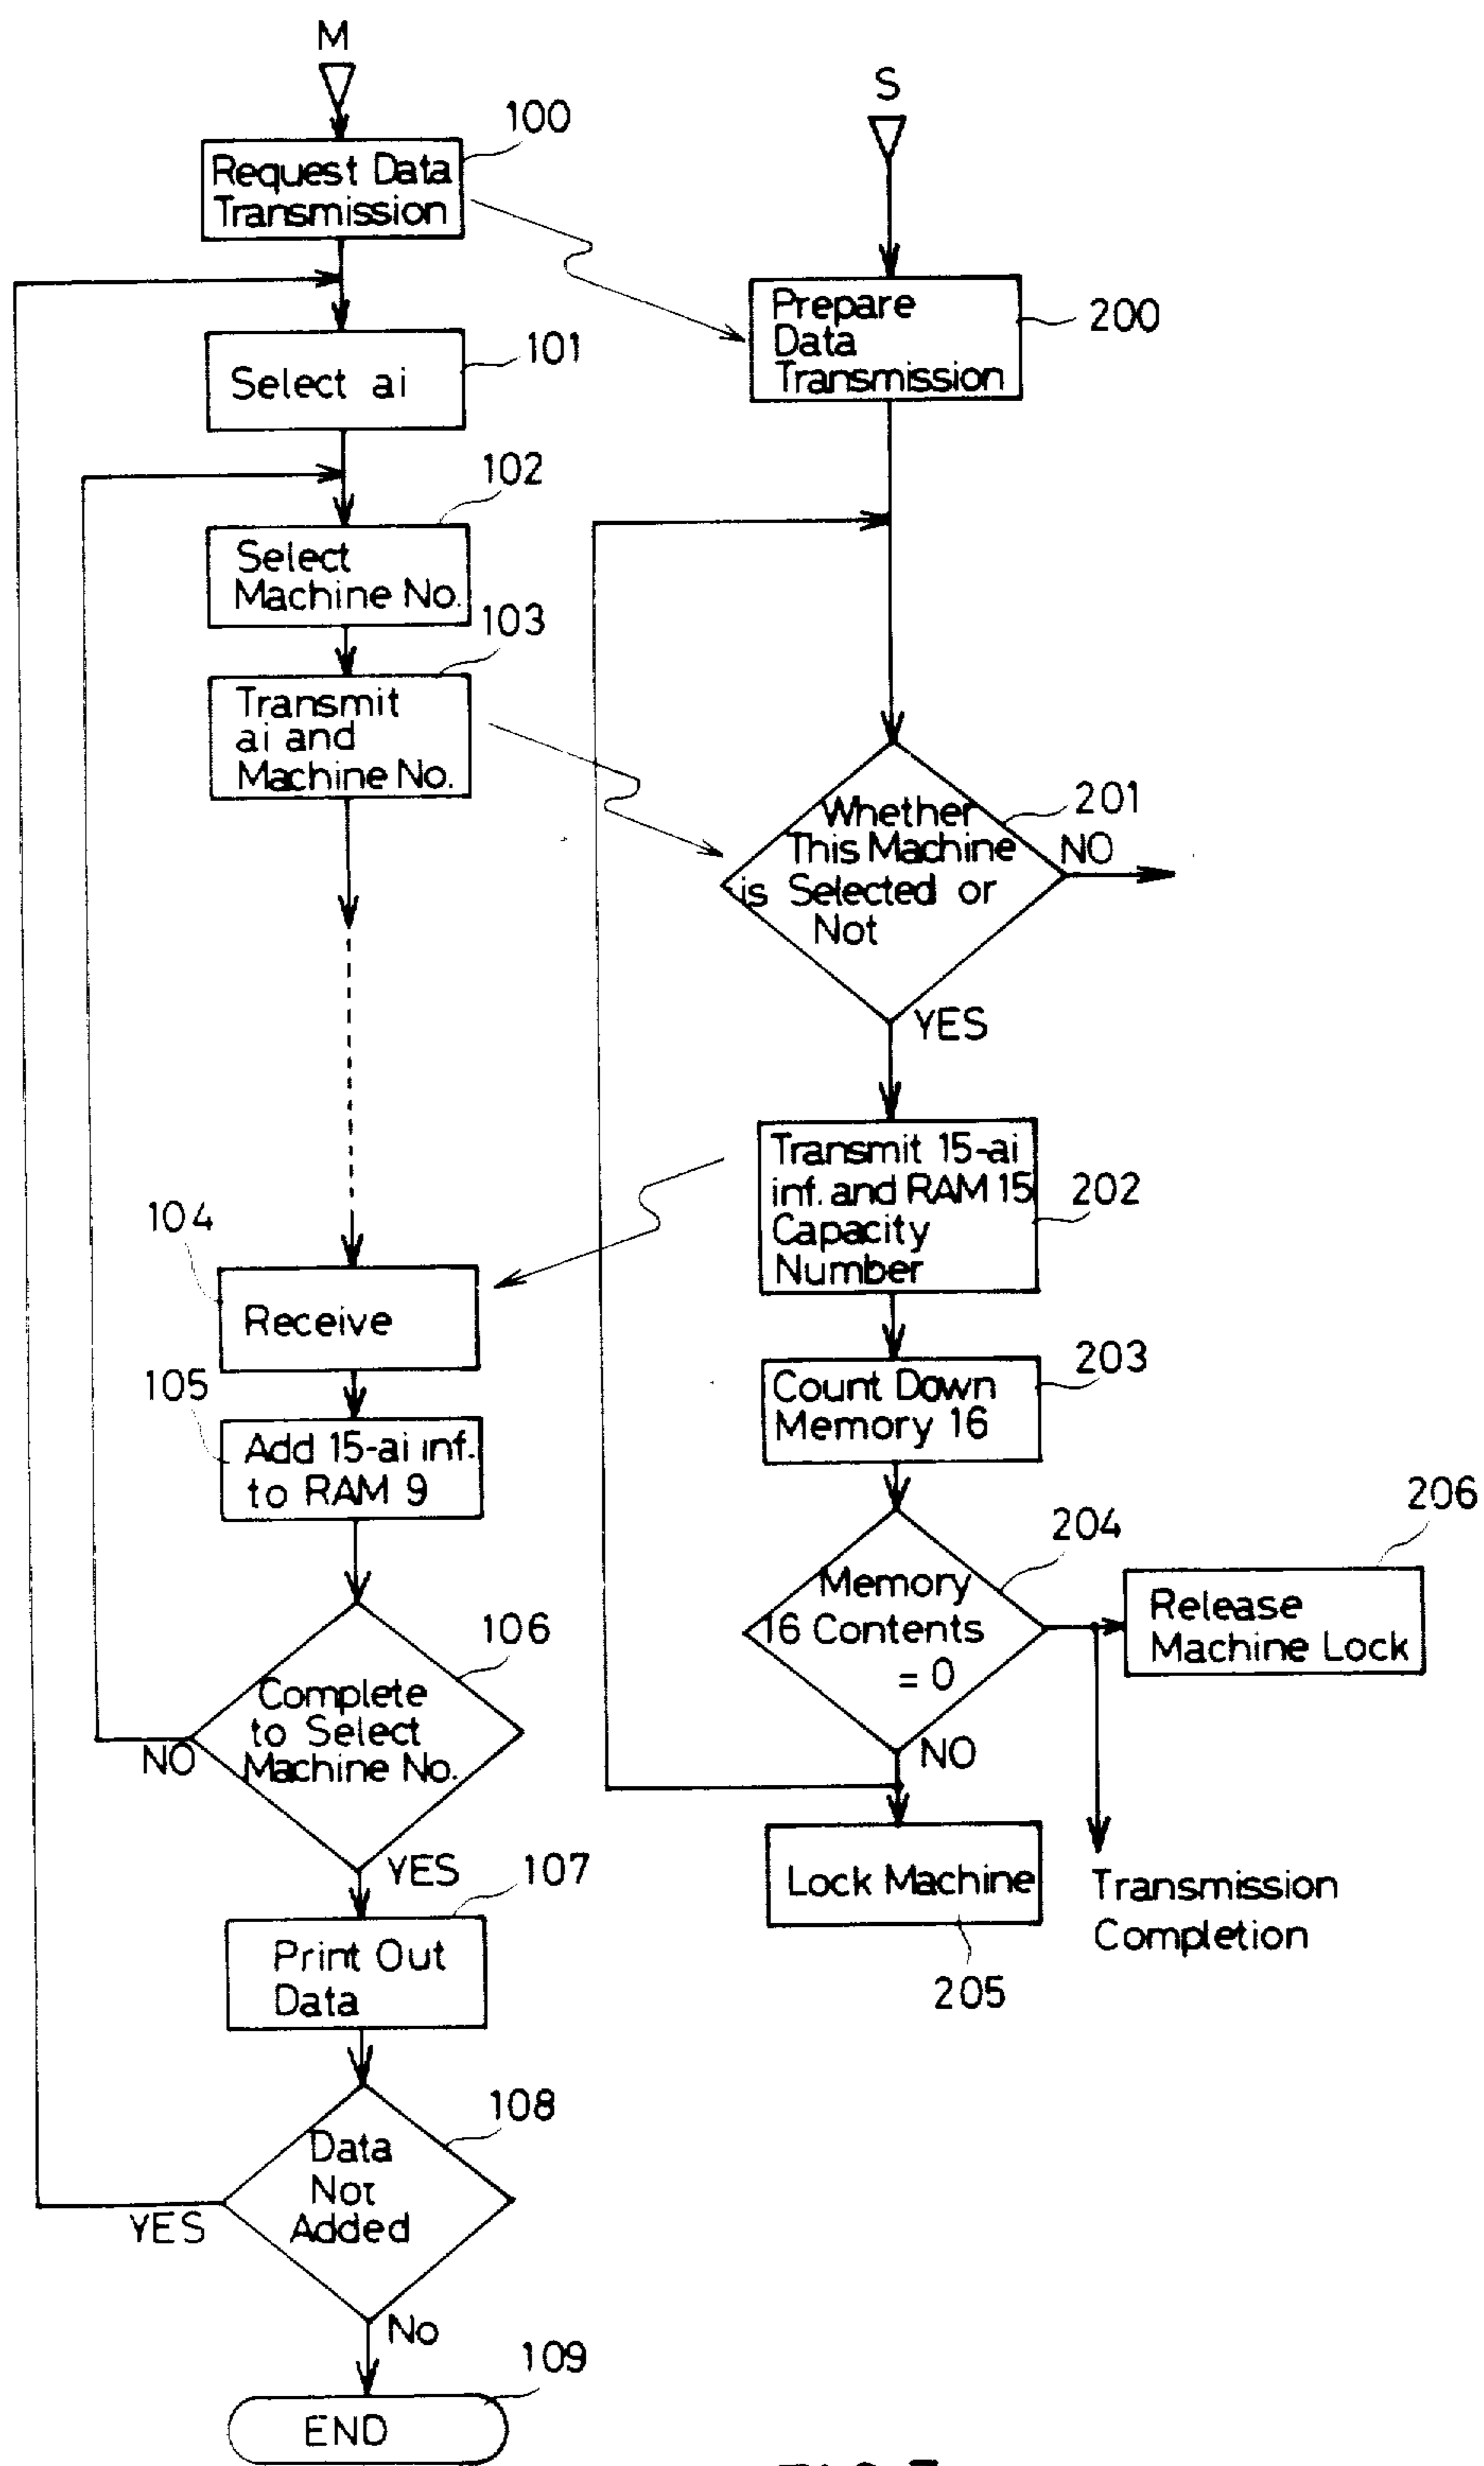 M
100
Request Data
Transmission
101
Select ai
102
Select
Machine No.
103
Transmit
ai and
Machine No.
104
Receive
105
Add 15-ai inf.
to RAM 9
106
Complete
to Select
Machine No.
NO
YES
107
Print Out
Data
108
Data
Not
Added
YES
No
109
END
S
200
Prepare
Data
Transmission
201
Whether
This Machine
is Selected or
Not
NO
YES
202
Transmit 15-ai
inf. and RAM 15
Capacity
Number
203
Count Down
Memory 16
204
Memory
16 Contents
= 0
NO
206
Release
Machine Lock
Lock Machine
205
Transmission
Completion